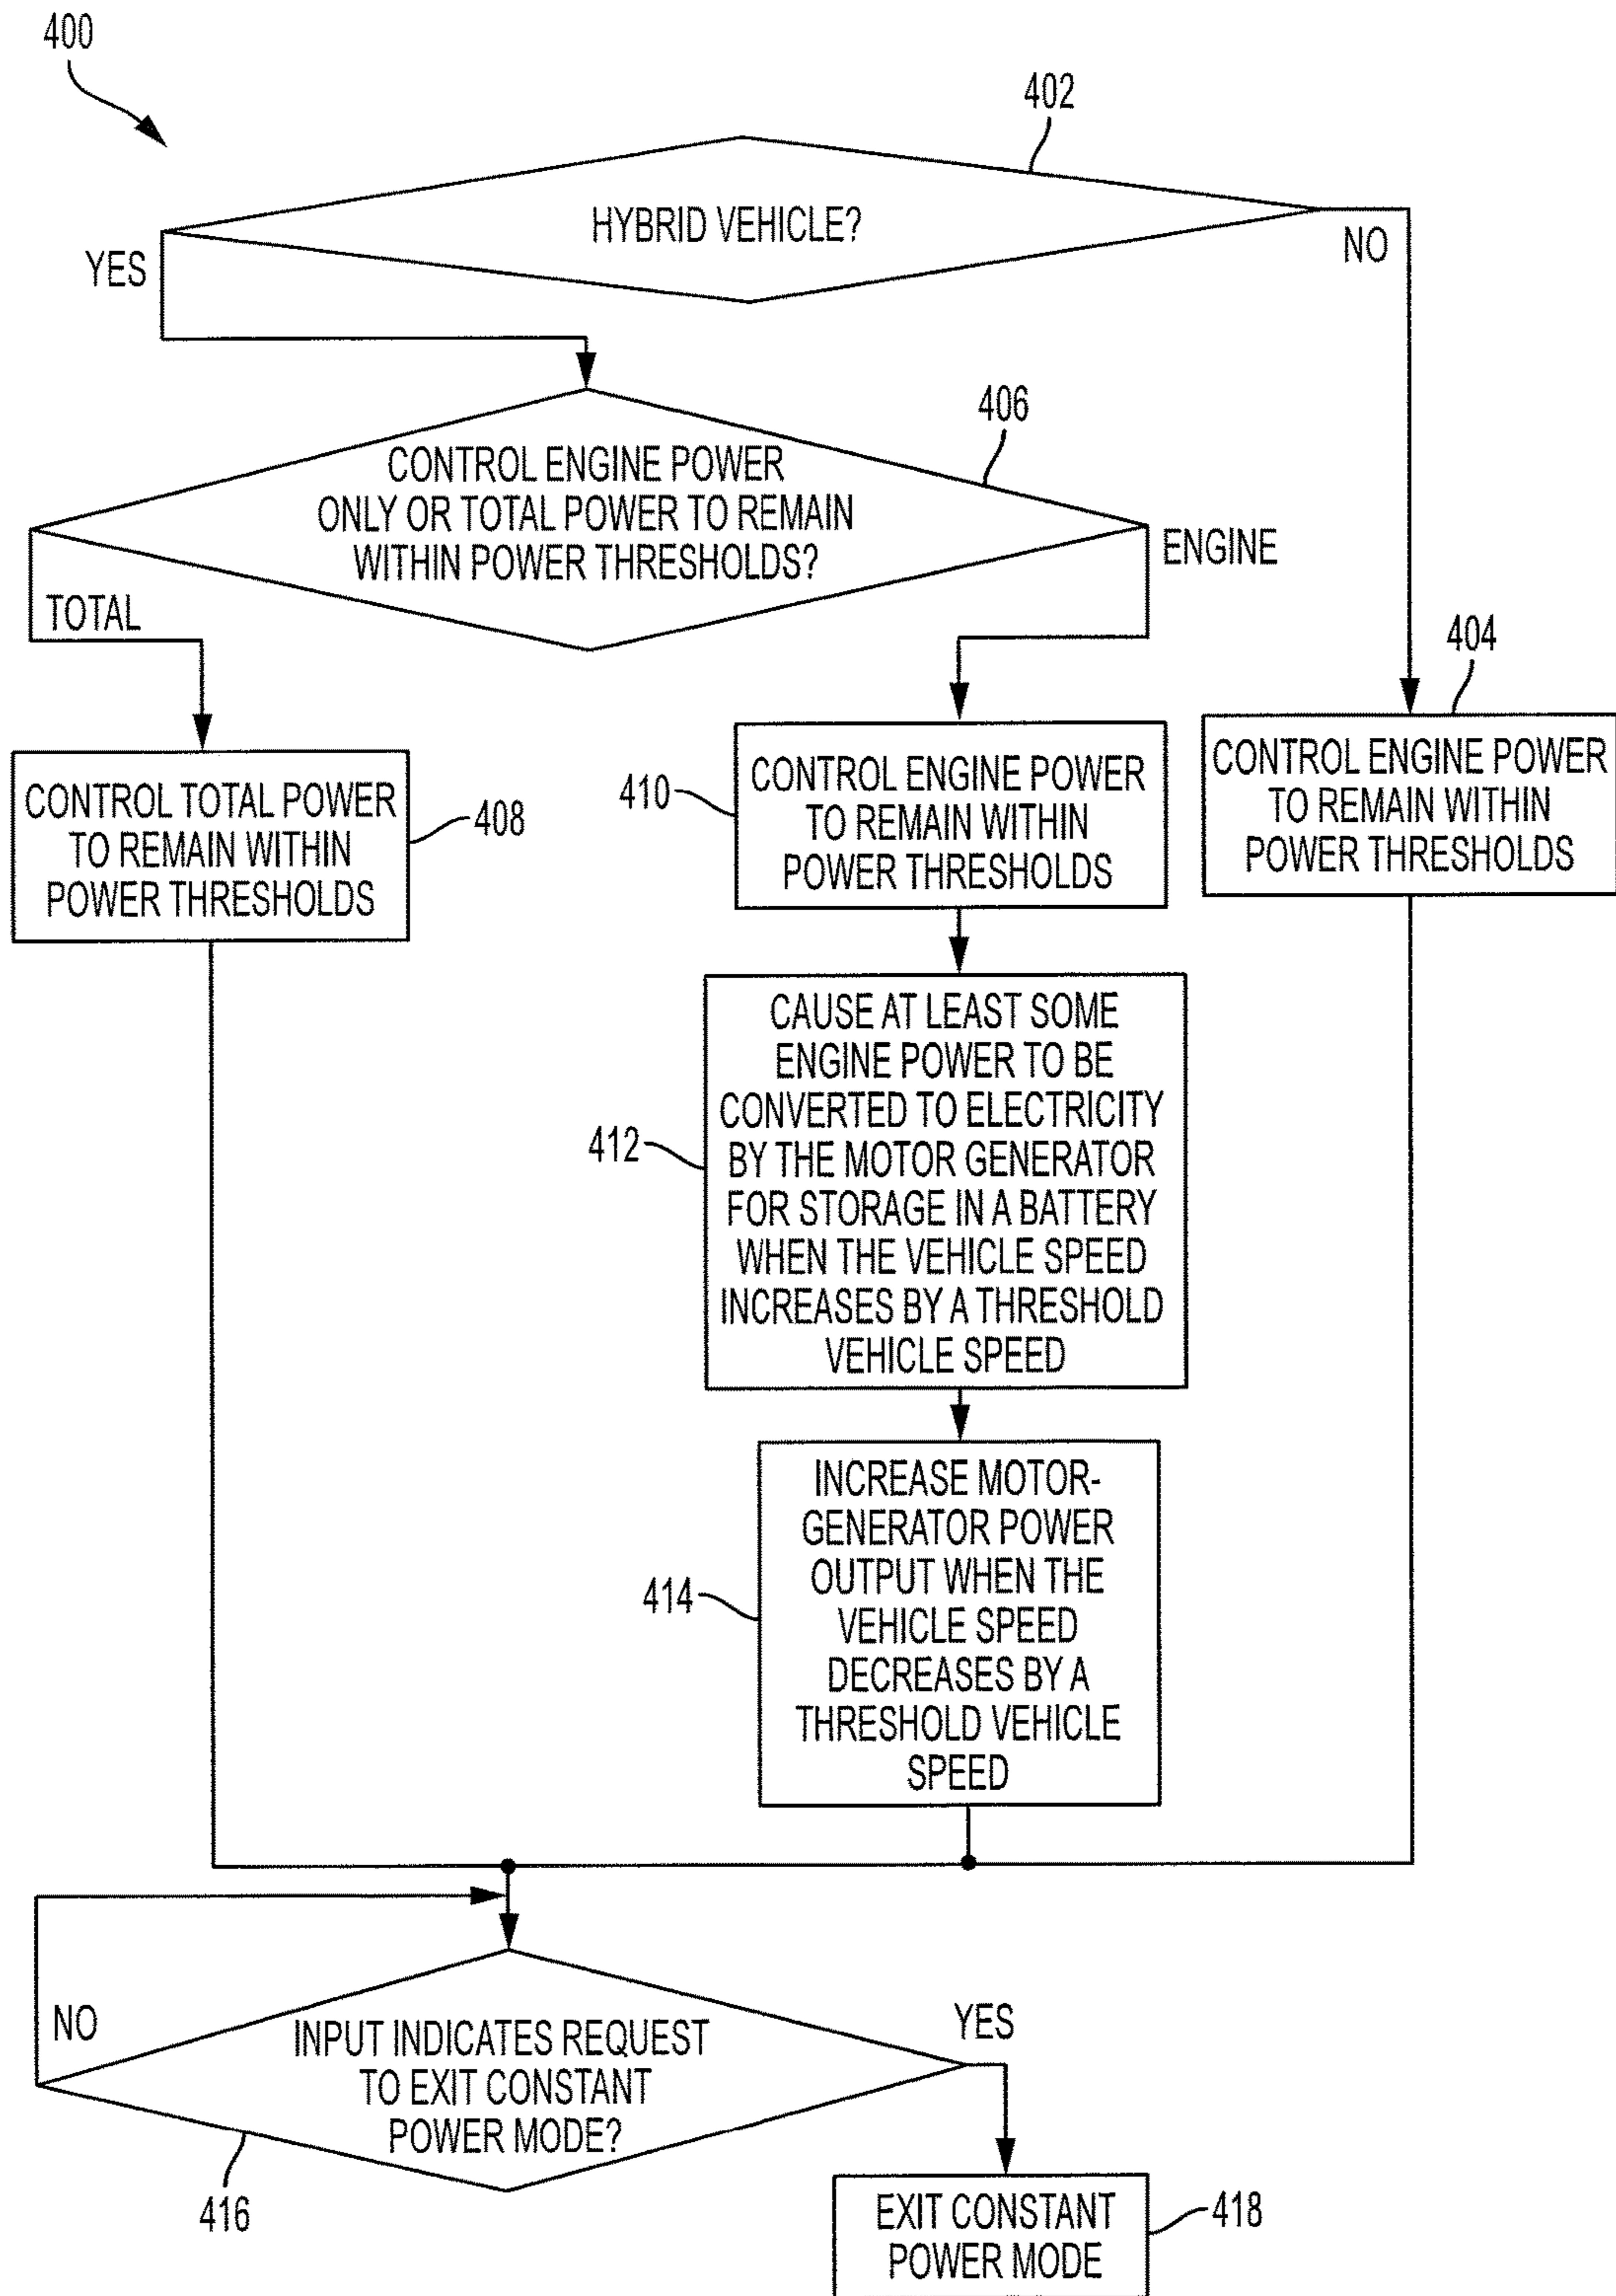 400
402
HYBRID VEHICLE?
YES
NO
406
CONTROL ENGINE POWER
ONLY OR TOTAL POWER TO REMAIN
WITHIN POWER THRESHOLDS?
ENGINE
TOTAL
404
CONTROL TOTAL POWER
TO REMAIN WITHIN
POWER THRESHOLDS
408
410
CONTROL ENGINE POWER
TO REMAIN WITHIN
POWER THRESHOLDS
CONTROL ENGINE POWER
TO REMAIN WITHIN
POWER THRESHOLDS
412
CAUSE AT LEAST SOME
ENGINE POWER TO BE
CONVERTED TO ELECTRICITY
BY THE MOTOR GENERATOR
FOR STORAGE IN A BATTERY
WHEN THE VEHICLE SPEED
INCREASES BY A THRESHOLD
VEHICLE SPEED
414
INCREASE MOTOR-
GENERATOR POWER
OUTPUT WHEN THE
VEHICLE SPEED
DECREASES BY A
THRESHOLD VEHICLE
SPEED
NO
INPUT INDICATES REQUEST
TO EXIT CONSTANT
POWER MODE?
YES
416
EXIT CONSTANT
POWER MODE
418